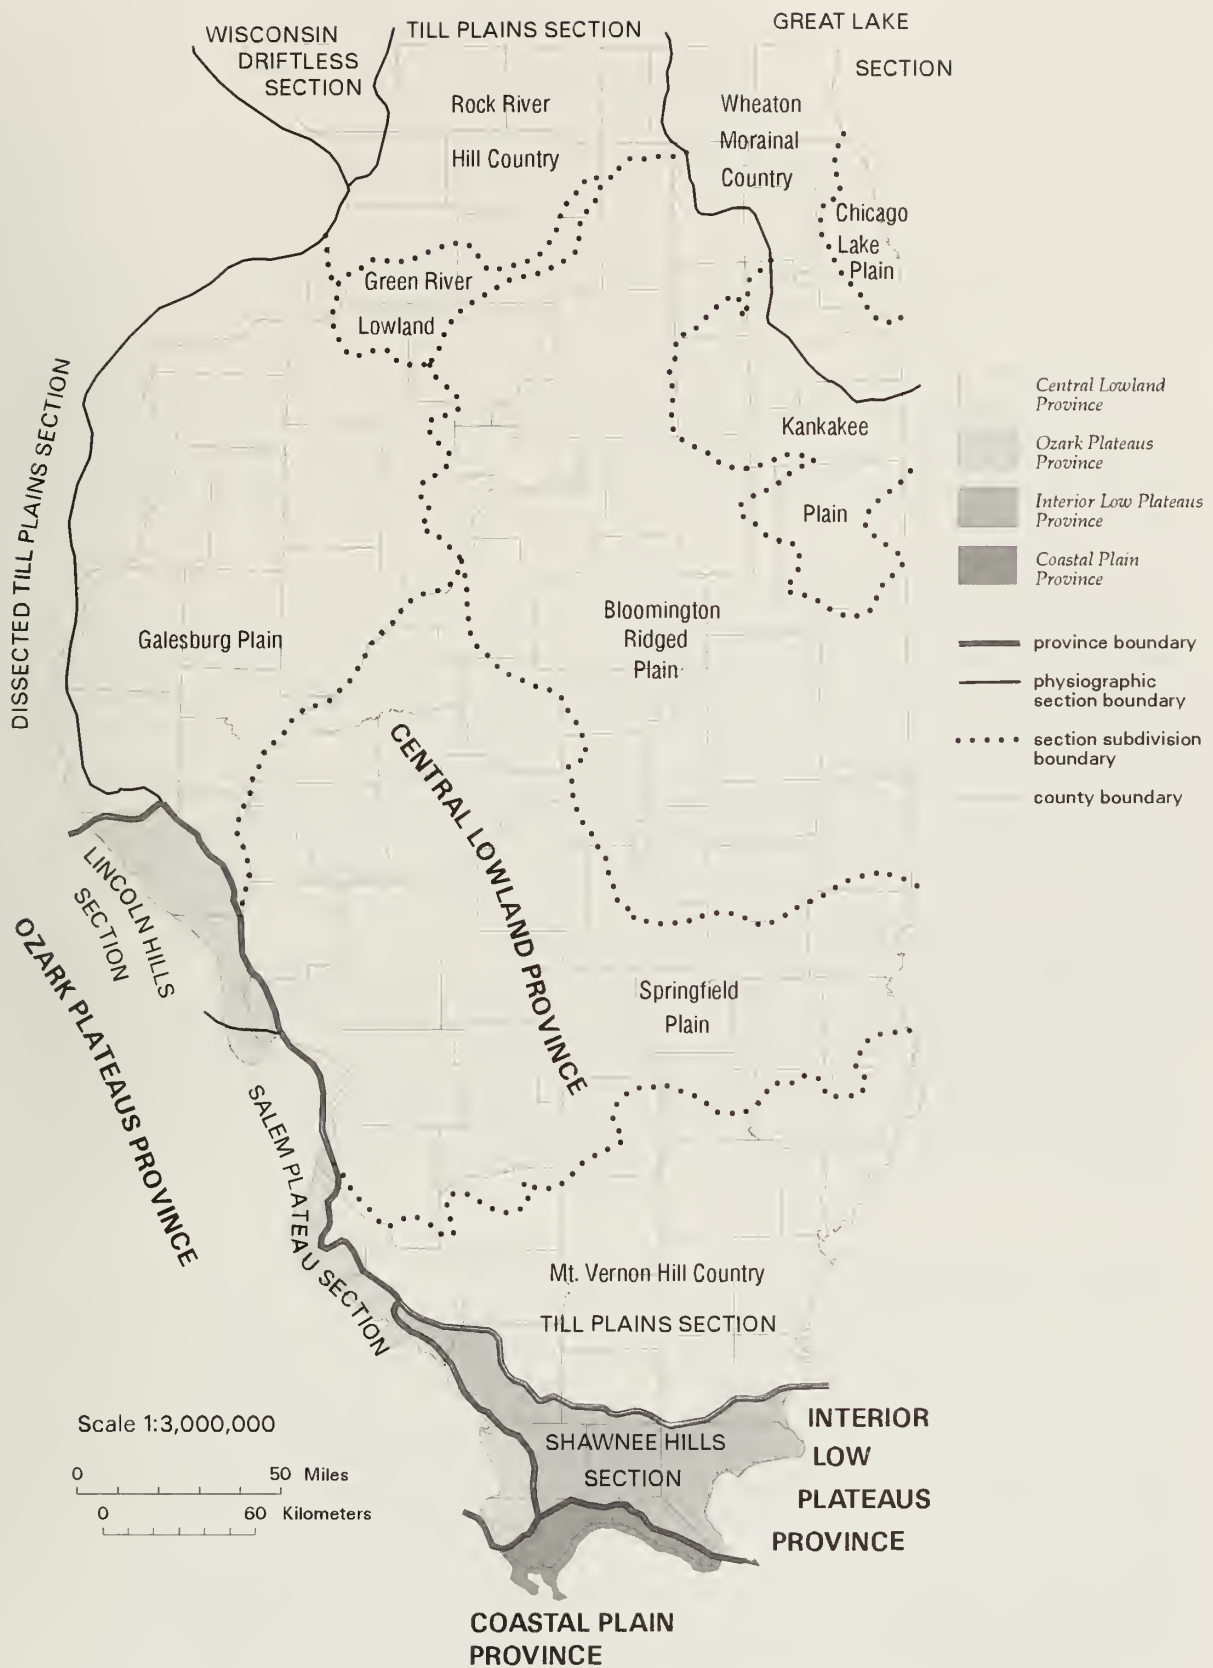 WISCONSIN
DRIFTLESS
SECTION
TILL PLAINS SECTION
GREAT LAKE
SECTION
Rock River
Hill Country
Wheaton
Morainal
Country
Chicago
Lake
Plain
Green River
Lowland
DISSECTED TILL PLAINS SECTION
Kankakee
Plain
Galesburg Plain
Bloomington
Ridged
Plain
CENTRAL LOWLAND PROVINCE
LINCOLN HILLS
SECTION
OZARK PLATEAUS PROVINCE
Springfield
Plain
SALEM PLATEAU SECTION
Mt. Vernon Hill Country
TILL PLAINS SECTION
SHAWNEE HILLS
SECTION
INTERIOR
LOW
PLATEAUS
PROVINCE
COASTAL PLAIN
PROVINCE
Central Lowland
Province
Ozark Plateaus
Province
Interior Low Plateaus
Province
Coastal Plain
Province
province boundary
physiographic
section boundary
section subdivision
boundary
county boundary
Scale 1:3,000,000
0 50 Miles
0 60 Kilometers